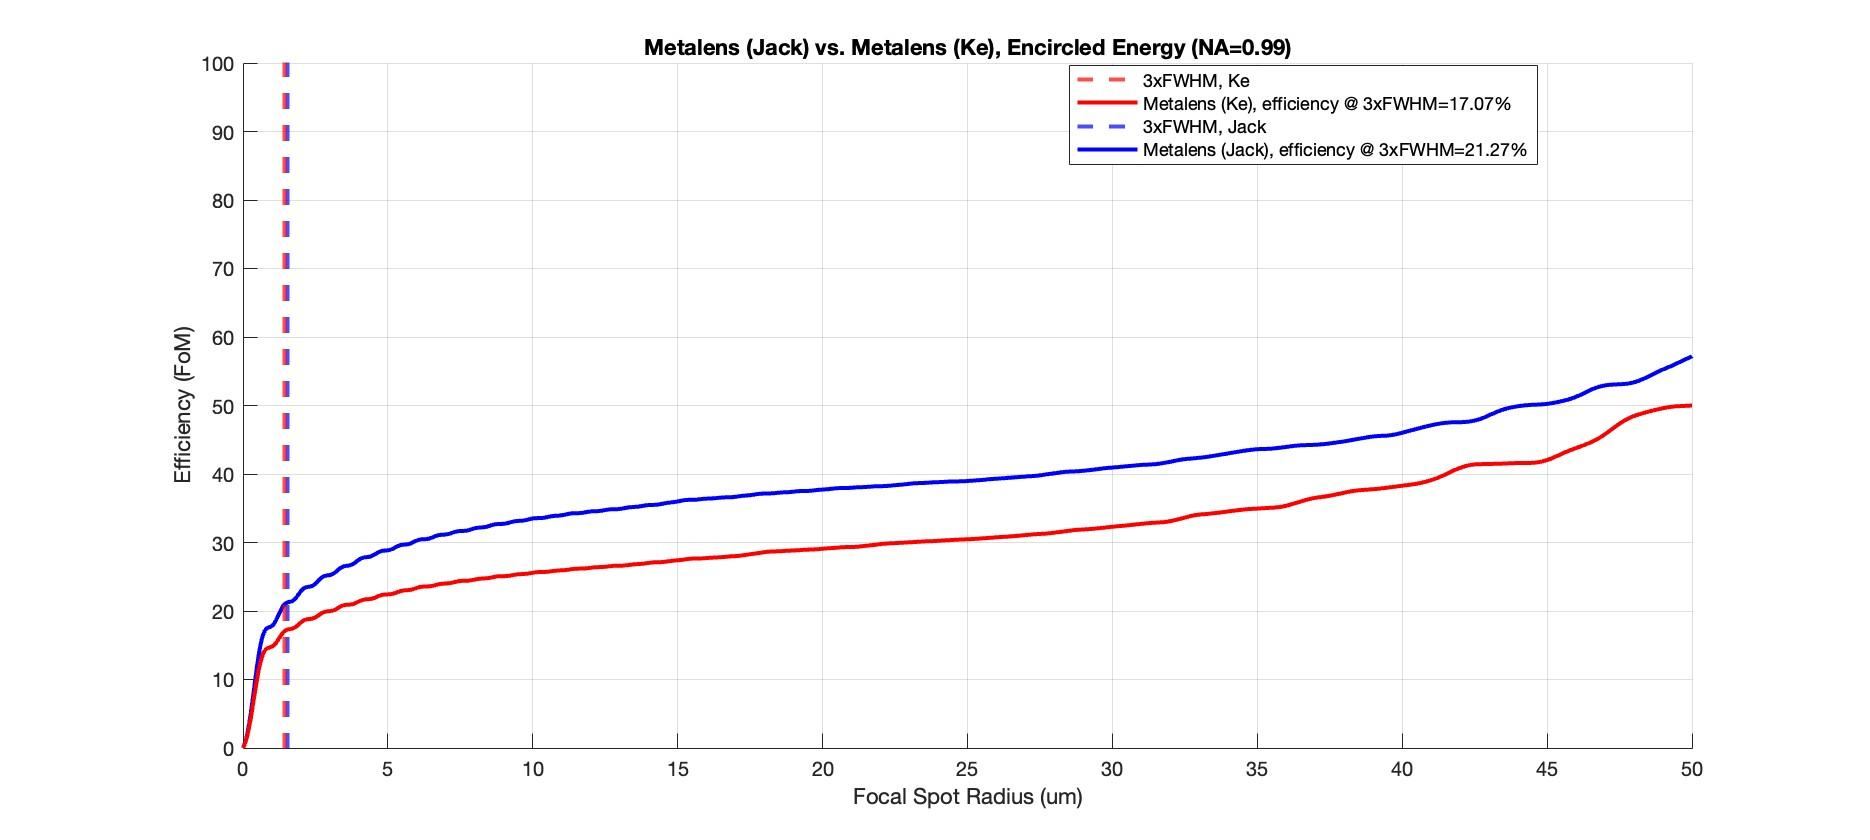 Metalens (Jack) vs. Metalens (Ke), Encircled Energy (NA=0.99)
3xFWHM, Ke
Metalens (Ke), efficiency @ 3xFWHM=17.07%
3xFWHM, Jack
Metalens (Jack), efficiency @ 3xFWHM=21.27%
Efficiency (FoM)
100
90
80
70
60
50
40
30
20
10
0
0 5 10 15 20 25 30 35 40 45 50
Focal Spot Radius (um)